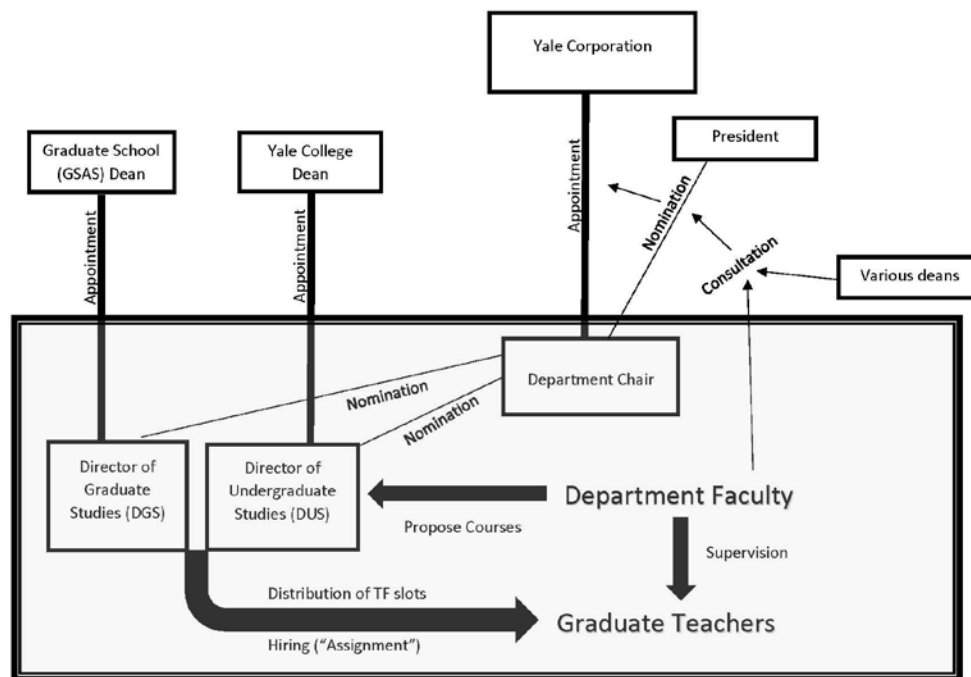 Yale Corporation
President
Graduate School
(GSAS) Dean
Yale College
Dean
Appointment
Appointment
Appointment
Nomination
Consultation
Various deans
Department Chair
Nomination
Nomination
Director of
Graduate
Studies (DGS)
Director of
Undergraduate
Studies (DUS)
Department Faculty
Propose Courses
Supervision
Distribution of TF slots
Graduate Teachers
Hiring (“Assignment”)